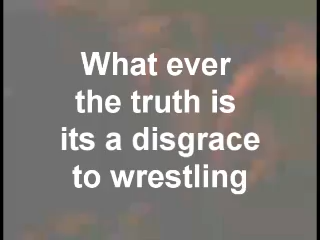 What ever
the truth is
its a disgrace
to wrestling